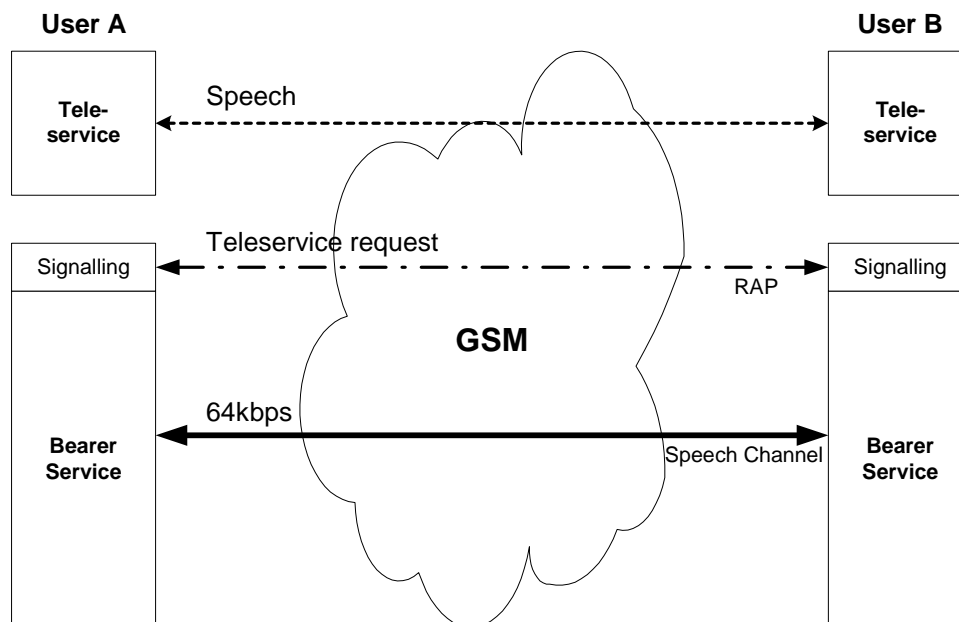 User A
User B
Tele-
service
Speech
Tele-
service
Signalling
Teleservice request
RAP
Signalling
GSM
Bearer
Service
64kbps
Speech Channel
Bearer
Service